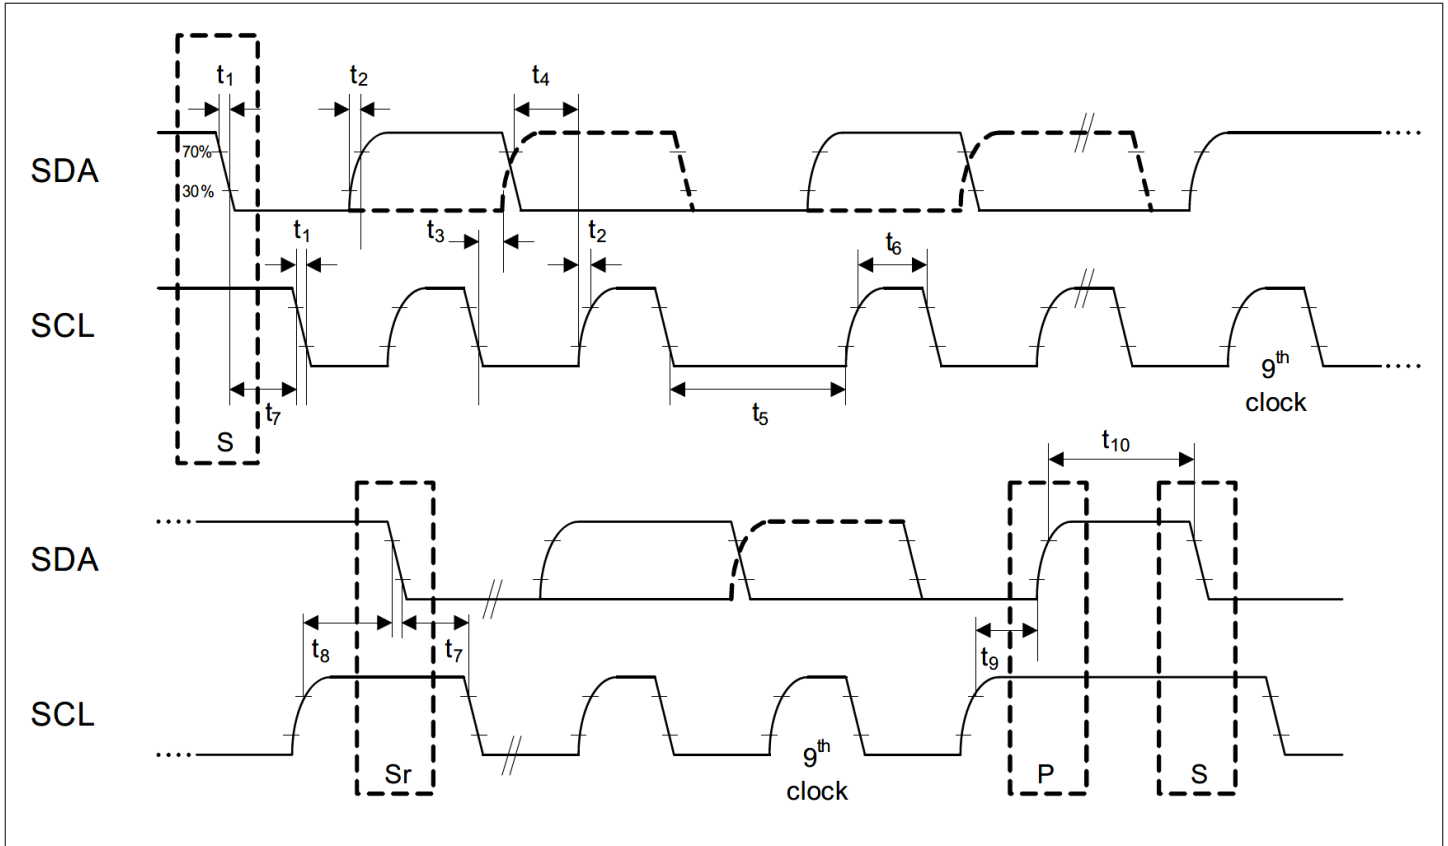 t1 t2 t4
SDA
70%
30%
t1 t3 t2 t6
SCL
t7 t5
9th
clock
S
t10
SDA
t8 t7 t9
SCL
9th
clock
Sr P S